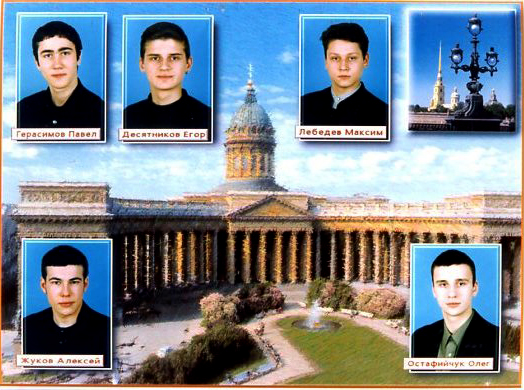 Герасимов Павел
Десятников Егор
Лебедев Максим
Жуков Алексей
Остафийчук Олег